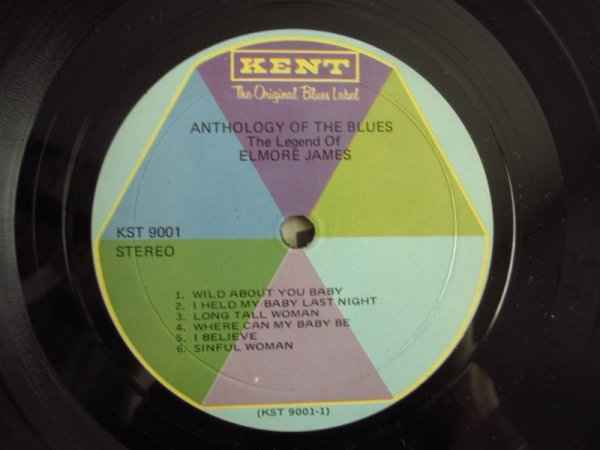 KENT
The Original Blues Label
ANTHOLOGY OF THE BLUES
The Legend Of
ELMORE JAMES
KST 9001
STEREO
1. WILD ABOUT YOU BABY
2. I HELD MY BABY LAST NIGHT
3. LONG TALL WOMAN
4. WHERE CAN MY BABY BE
5. I BELIEVE
6. SINFUL WOMAN
(KST 9001-1)